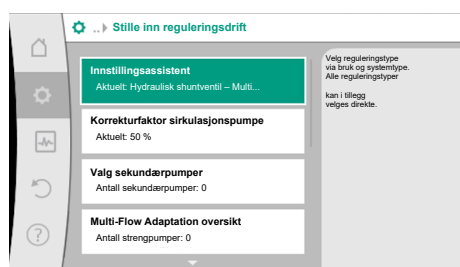 ..› Stille inn reguleringsdrift
Innstillingsassistent
Aktuelt: Hydraulisk shuntventil – Multi...
Korrekturfaktor sirkulasjonspumpe
Aktuelt: 50 %
Valg sekundærpumper
Antall sekundærpumper: 0
Multi-Flow Adaptation oversikt
Antall strengpumper: 0
Velg reguleringstype
via bruk og systemtype.
Alle reguleringstyper
kan i tillegg
velges direkte.